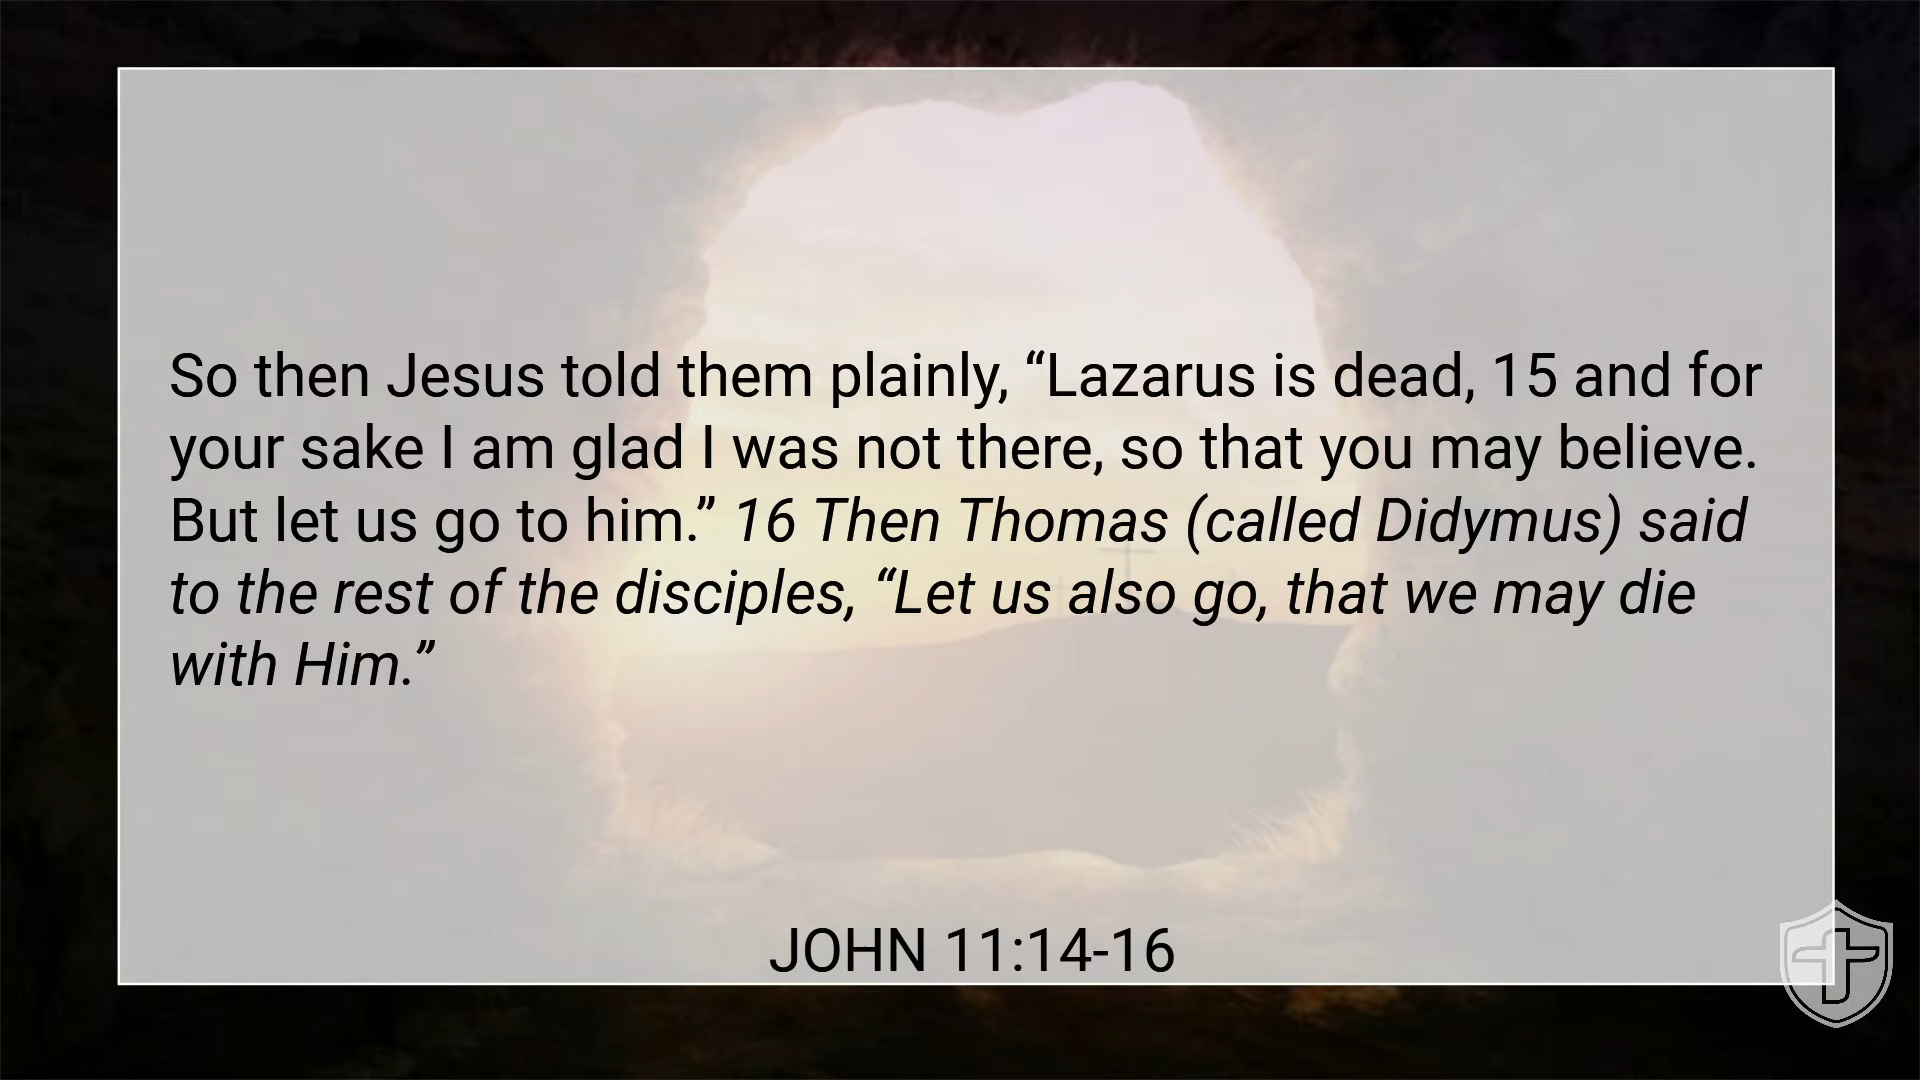 So then Jesus told them plainly, “Lazarus is dead, 15 and for
your sake I am glad I was not there, so that you may believe.
But let us go to him.” 16 Then Thomas (called Didymus) said
to the rest of the disciples, “Let us also go, that we may die
with Him.”
JOHN 11:14-16